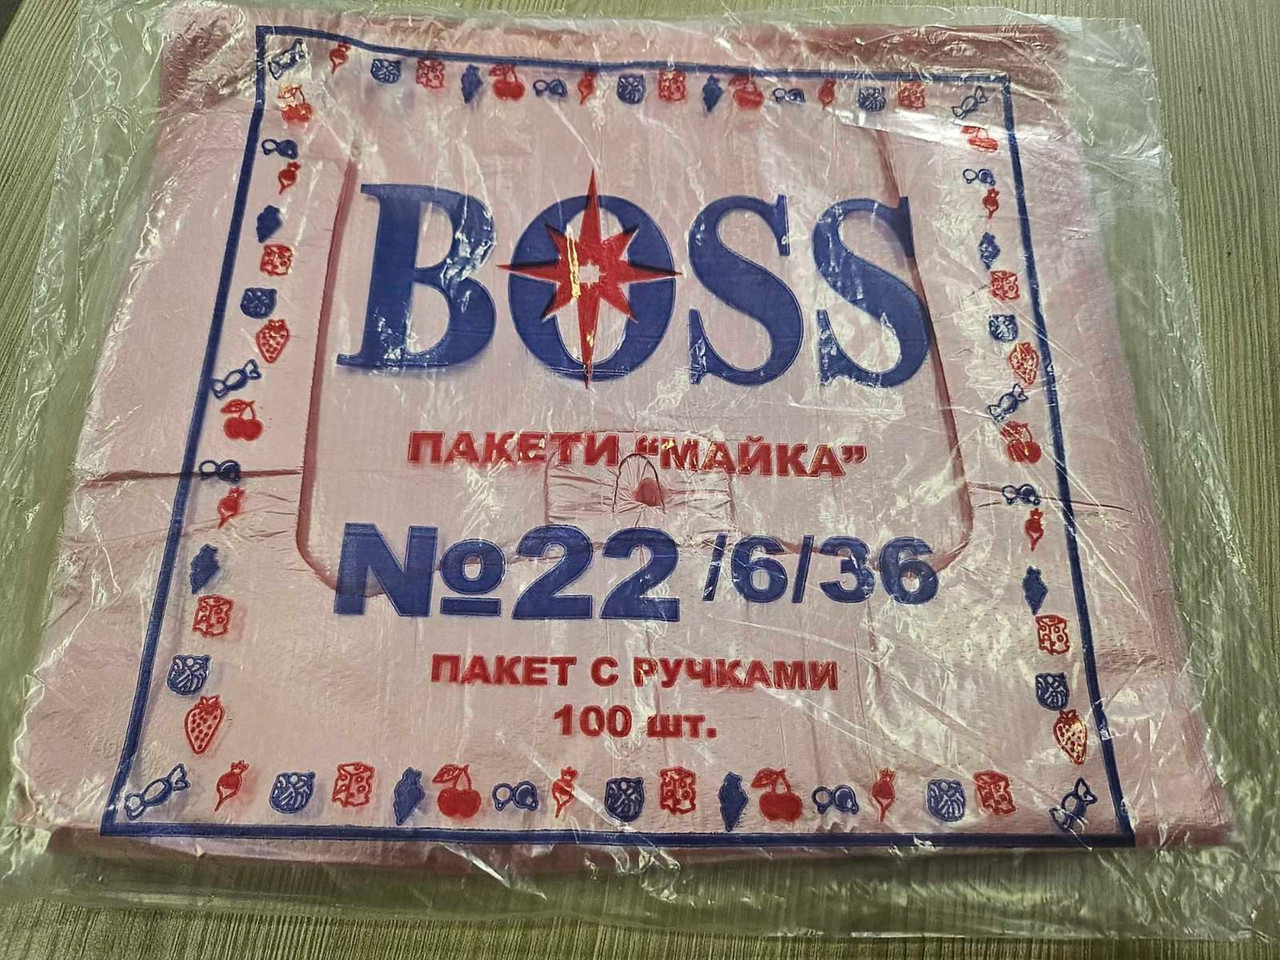 BOSS
ПАКЕТИ “МАЙКА”
№22/6/36
ПАКЕТ С РУЧКАМИ
100 шт.